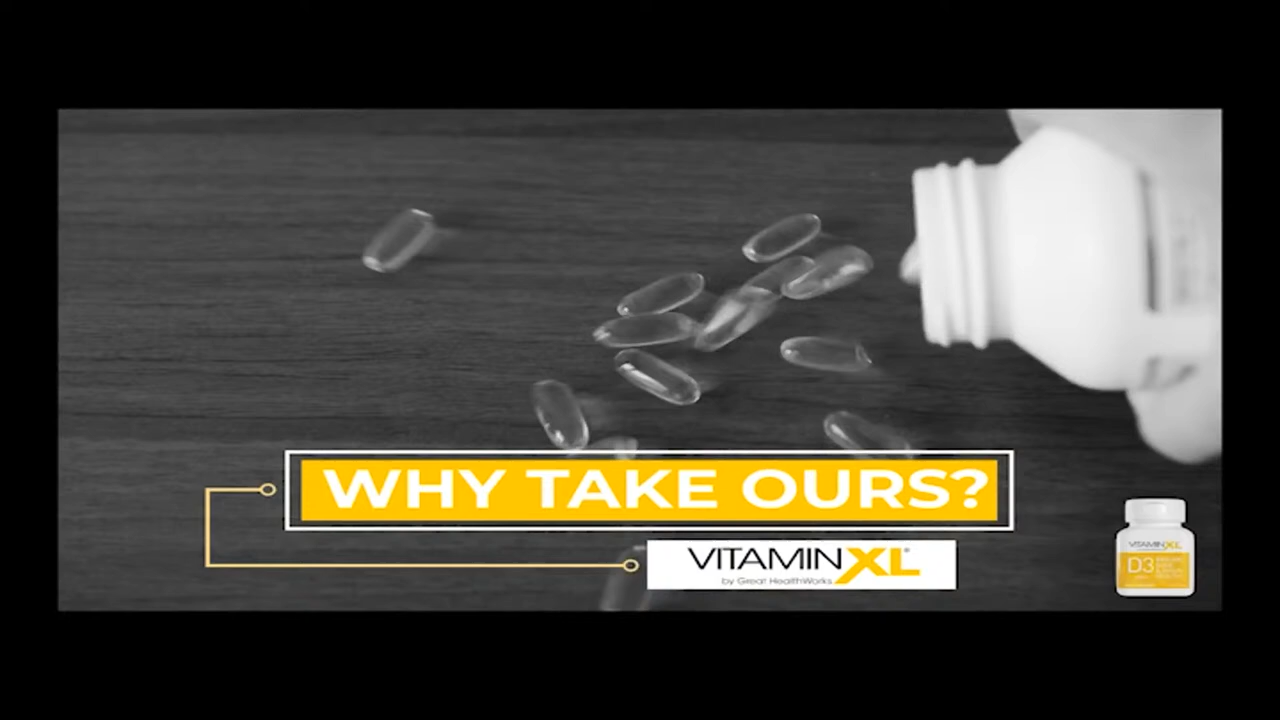 WHY TAKE OURS?
VITAMINXL®
by Great HealthWorks
VITAMINXL
D3